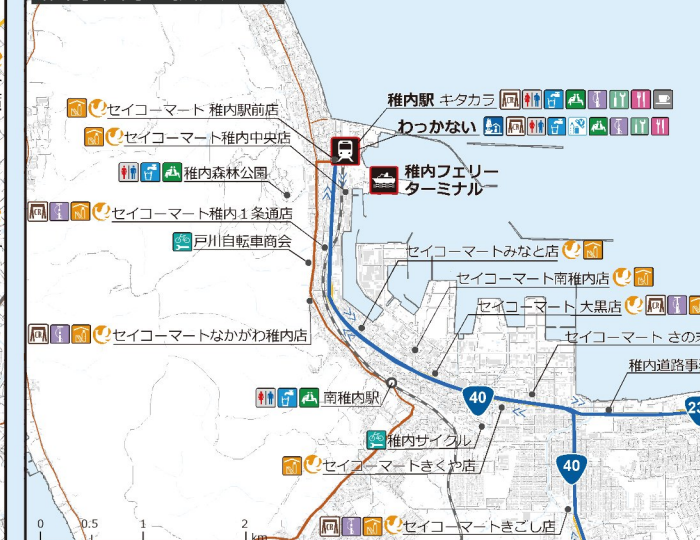 稚内駅 キタカラ
セイコーマート 稚内駅前店
わっかない
セイコーマート稚内中央店
稚内フェリー
ターミナル
稚内森林公園
セイコーマート稚内1条通店
戸川自転車商会
セイコーマートみなと店
セイコーマート南稚内店
セイコーマート 大黒店
セイコーマートなかがわ稚内店
セイコーマート さの
稚内道路事
南稚内駅
40
23
稚内サイクル
セイコーマートきくや店
40
セイコーマートきごし店
0 0.5 1 2 km